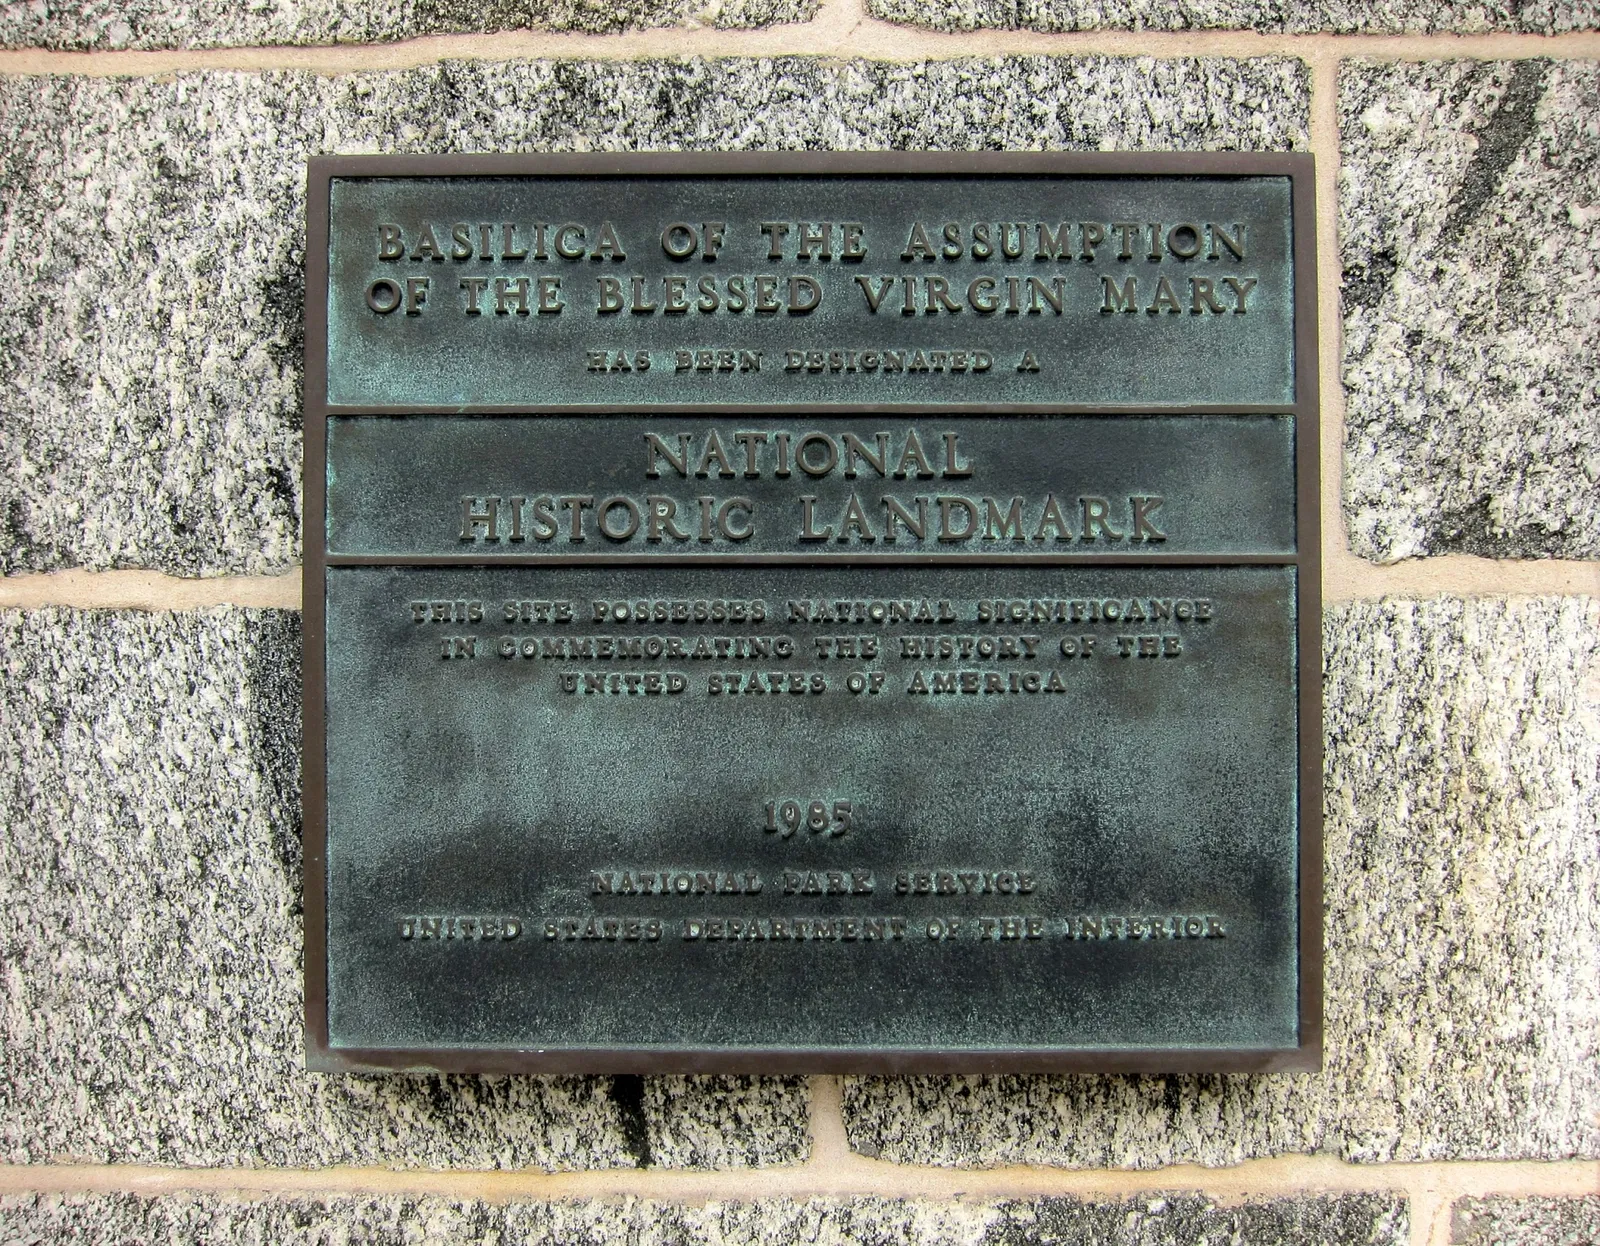 BASILICA OF THE ASSUMPTION
OF THE BLESSED VIRGIN MARY
HAS BEEN DESIGNATED A
NATIONAL
HISTORIC LANDMARK
THIS SITE POSSESSES NATIONAL SIGNIFICANCE
IN COMMEMORATING THE HISTORY OF THE
UNITED STATES OF AMERICA
1985
NATIONAL PARK SERVICE
UNITED STATES DEPARTMENT OF THE INTERIOR